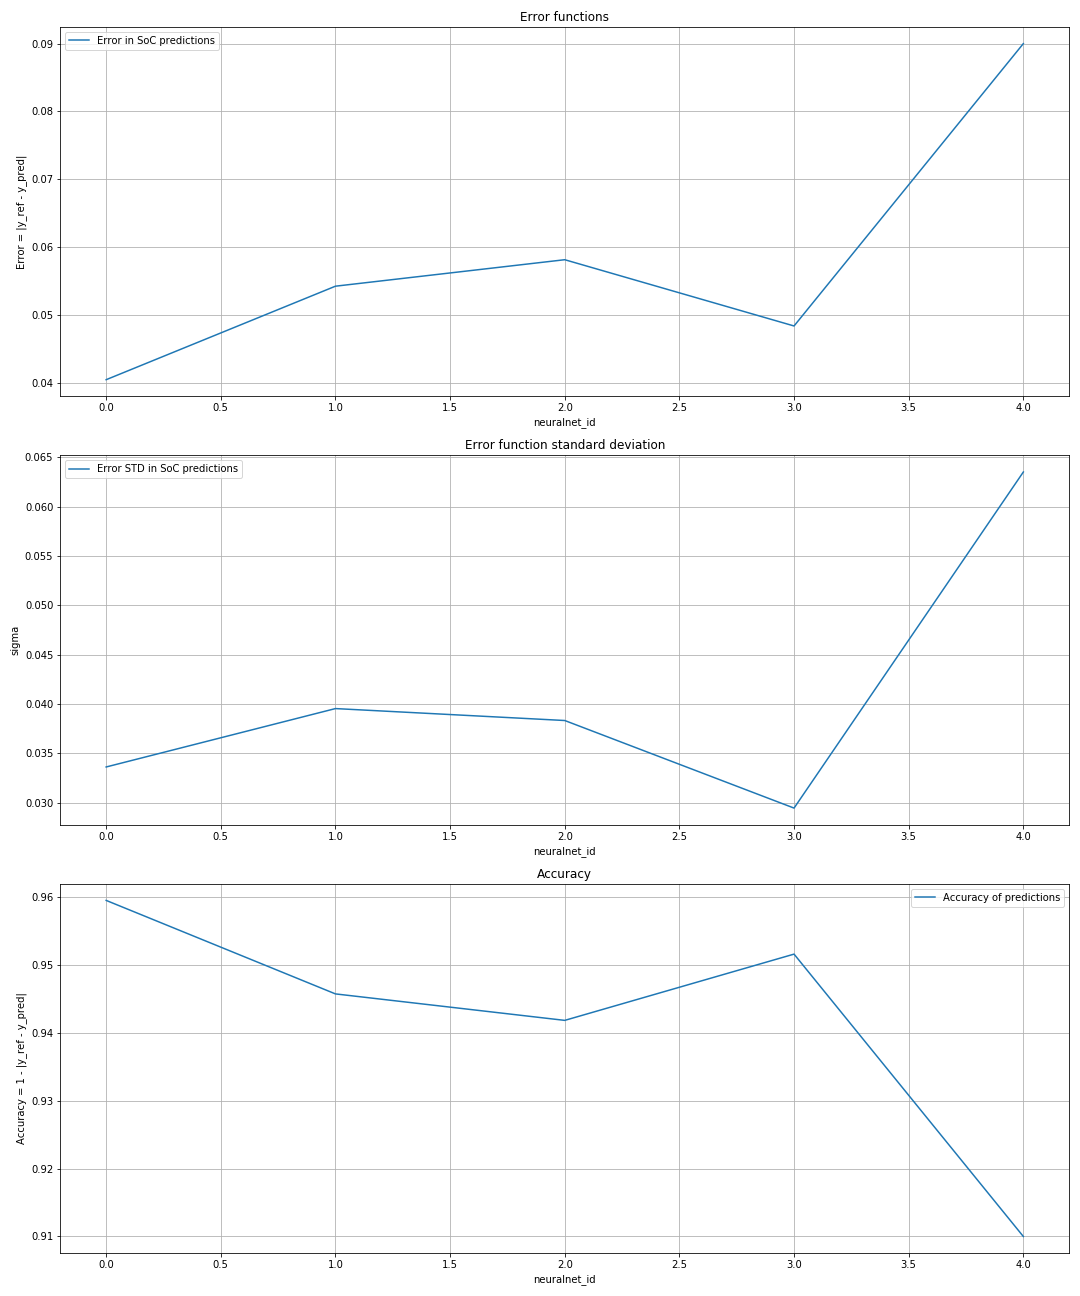 Error functions
Error in SoC predictions
0.09
0.08
0.07
0.06
0.05
0.04
Error = |y_ref - y_pred|
0.0 0.5 1.0 1.5 2.0 2.5 3.0 3.5 4.0
neuralnet_id
Error function standard deviation
Error STD in SoC predictions
0.065
0.060
0.055
0.050
0.045
0.040
0.035
0.030
sigma
0.0 0.5 1.0 1.5 2.0 2.5 3.0 3.5 4.0
neuralnet_id
Accuracy
Accuracy of predictions
0.96
0.95
0.94
0.93
0.92
0.91
Accuracy = 1 - |y_ref - y_pred|
0.0 0.5 1.0 1.5 2.0 2.5 3.0 3.5 4.0
neuralnet_id